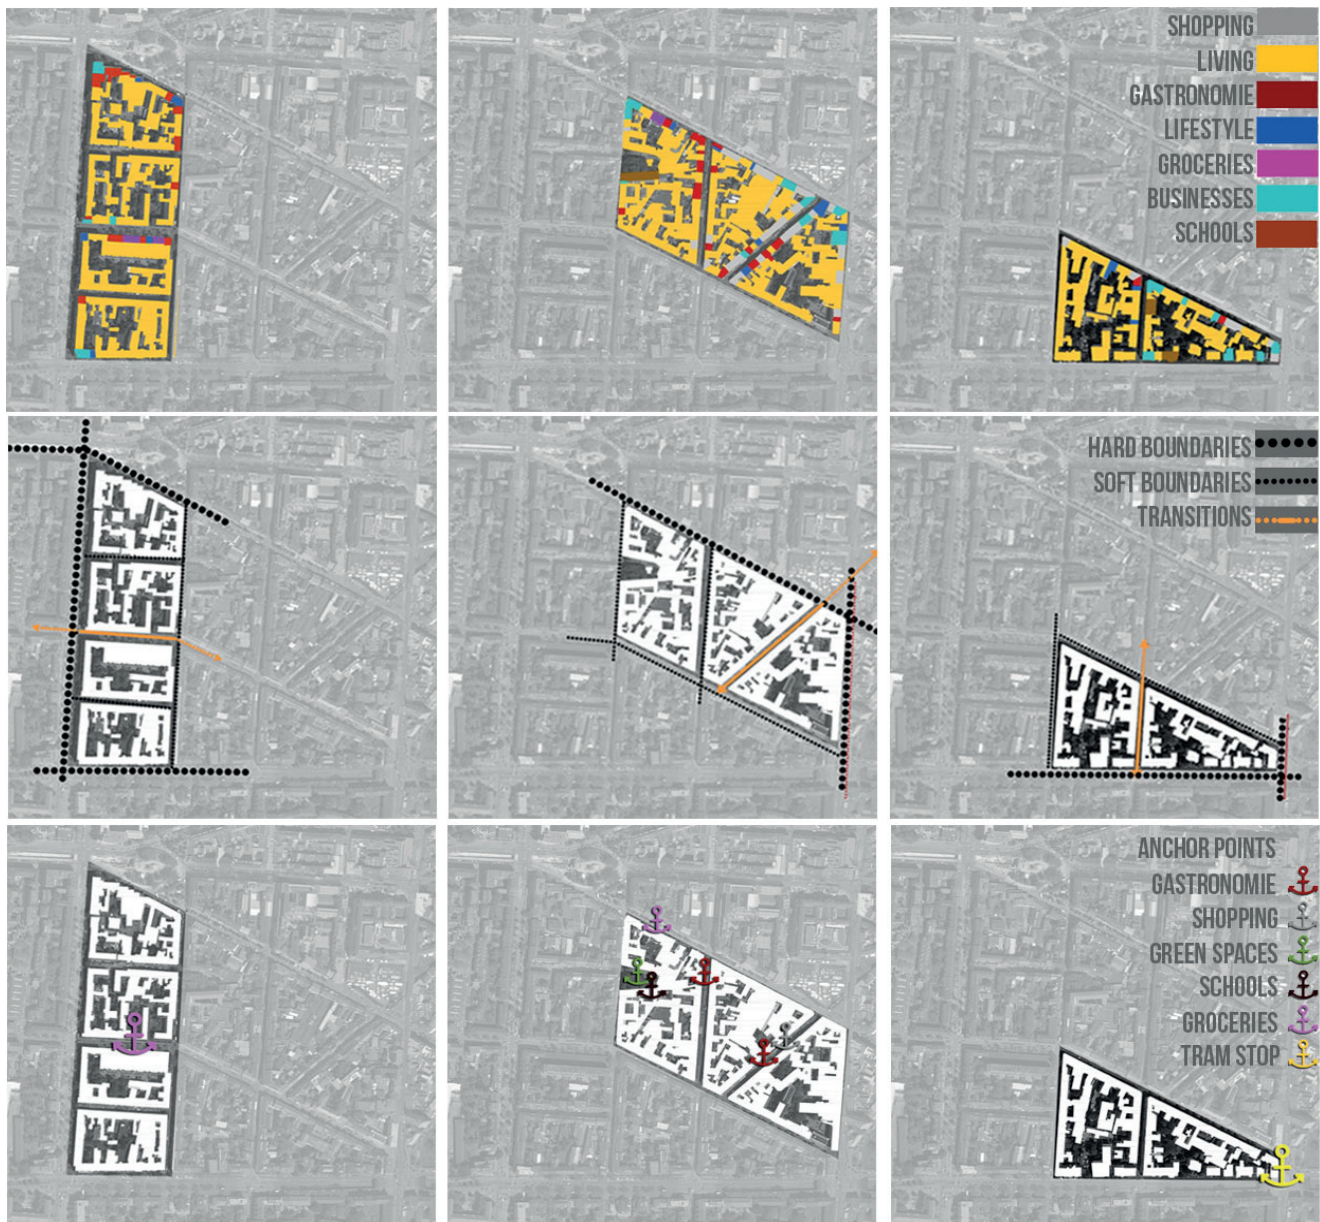 SHOPPING
LIVING
GASTRONOMIE
LIFESTYLE
GROCERIES
BUSINESSES
SCHOOLS
HARD BOUNDARIES
SOFT BOUNDARIES
TRANSITIONS
ANCHOR POINTS
GASTRONOMIE
SHOPPING
GREEN SPACES
SCHOOLS
GROCERIES
TRAM STOP